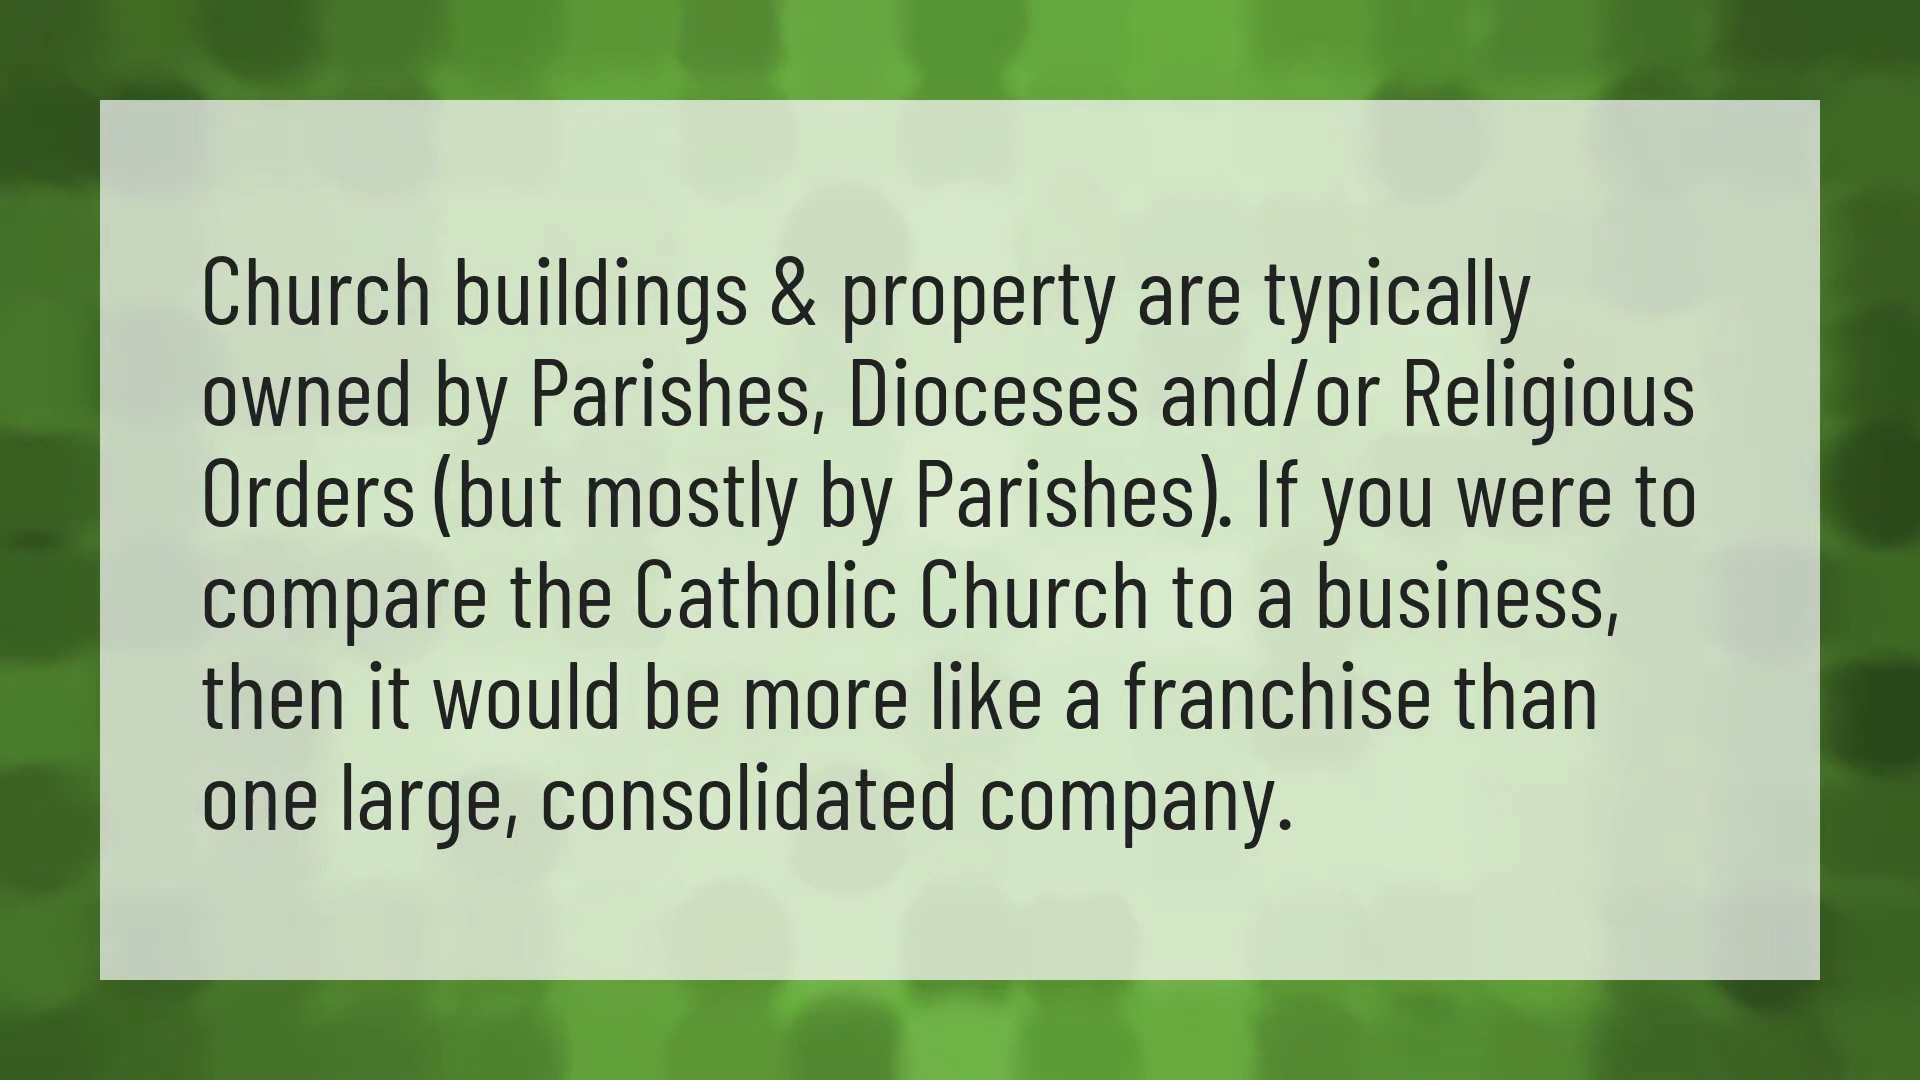 Church buildings & property are typically
owned by Parishes, Dioceses and/or Religious
Orders (but mostly by Parishes). If you were to
compare the Catholic Church to a business,
then it would be more like a franchise than
one large, consolidated company.